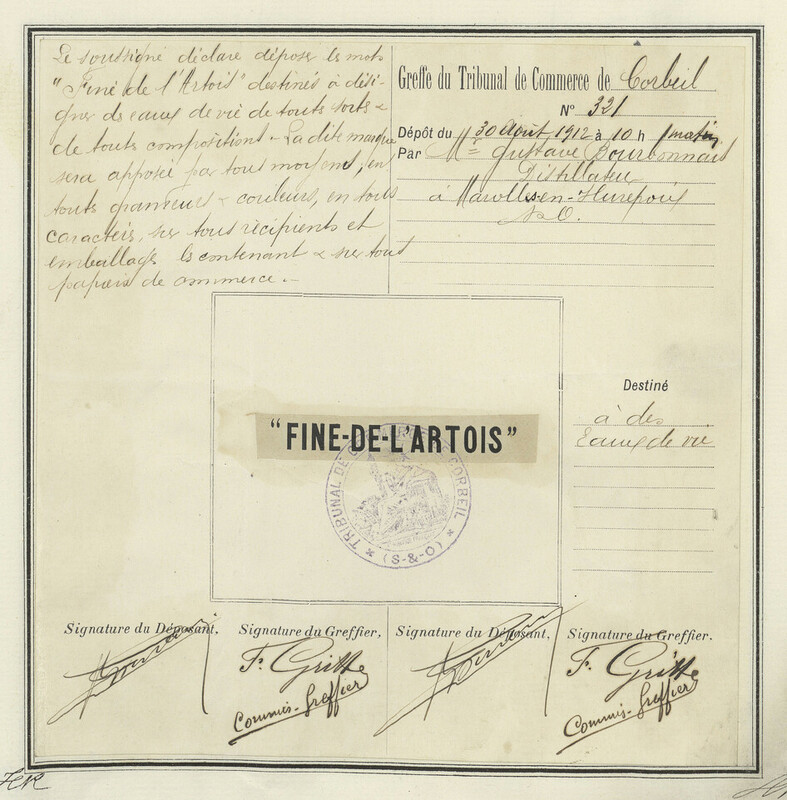 Le soussigné déclare déposer les mots
"Fine de l'Artois" destinés à dési-
gner des eaux de vie de toutes sortes &
de toutes compositions - La dite marque
sera apposée par tous moyens, en
touts grandeurs & couleurs, en tous
caractères, sur tous récipients et
emballages les contenant & sur tout
papiers de commerce. -
Greffe du Tribunal de Commerce de Corbeil
N° 321
Dépôt du 30 Août 1912 à 10 h matin
Par Mr Gustave Bourbonnais
Distillateur
à Marolles-en-Hurepoix
S.&O.
"FINE-DE-L'ARTOIS"
TRIBUNAL DE COMMERCE DE CORBEIL
* (S-&-O) *
Destiné
à des
Eaux de vie
Signature du Déposant,
Signature du Greffier,
F. Gritte
Commis-Greffier
Signature du Déposant,
Signature du Greffier.
F. Gritte
Commis-Greffier